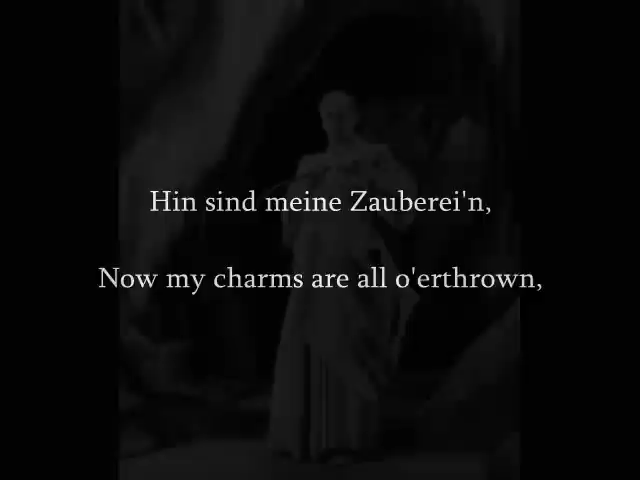 Hin sind meine Zauberei'n,
Now my charms are all o'erthrown,